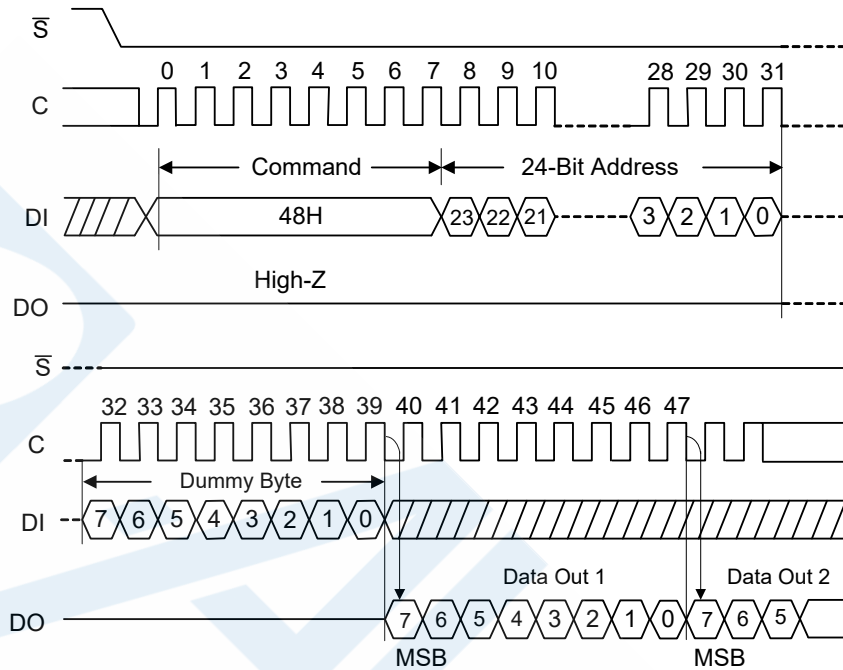 S̅
0 1 2 3 4 5 6 7 8 9 10 28 29 30 31
C
Command 24-Bit Address
DI 48H 23 22 21 3 2 1 0
High-Z
DO
S̅
32 33 34 35 36 37 38 39 40 41 42 43 44 45 46 47
C
Dummy Byte
DI 7 6 5 4 3 2 1 0
Data Out 1 Data Out 2
DO 7 6 5 4 3 2 1 0 7 6 5
MSB MSB